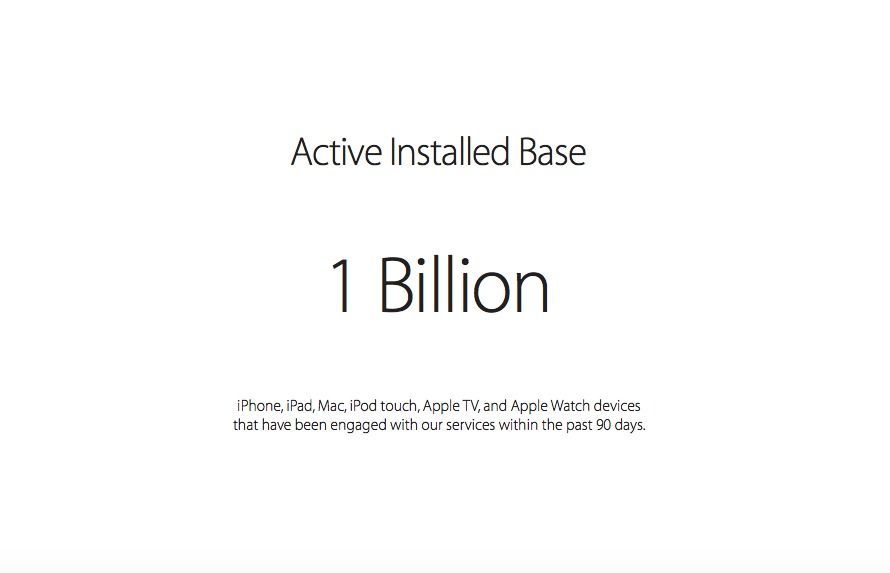 Active Installed Base
1 Billion
iPhone, iPad, Mac, iPod touch, Apple TV, and Apple Watch devices
that have been engaged with our services within the past 90 days.